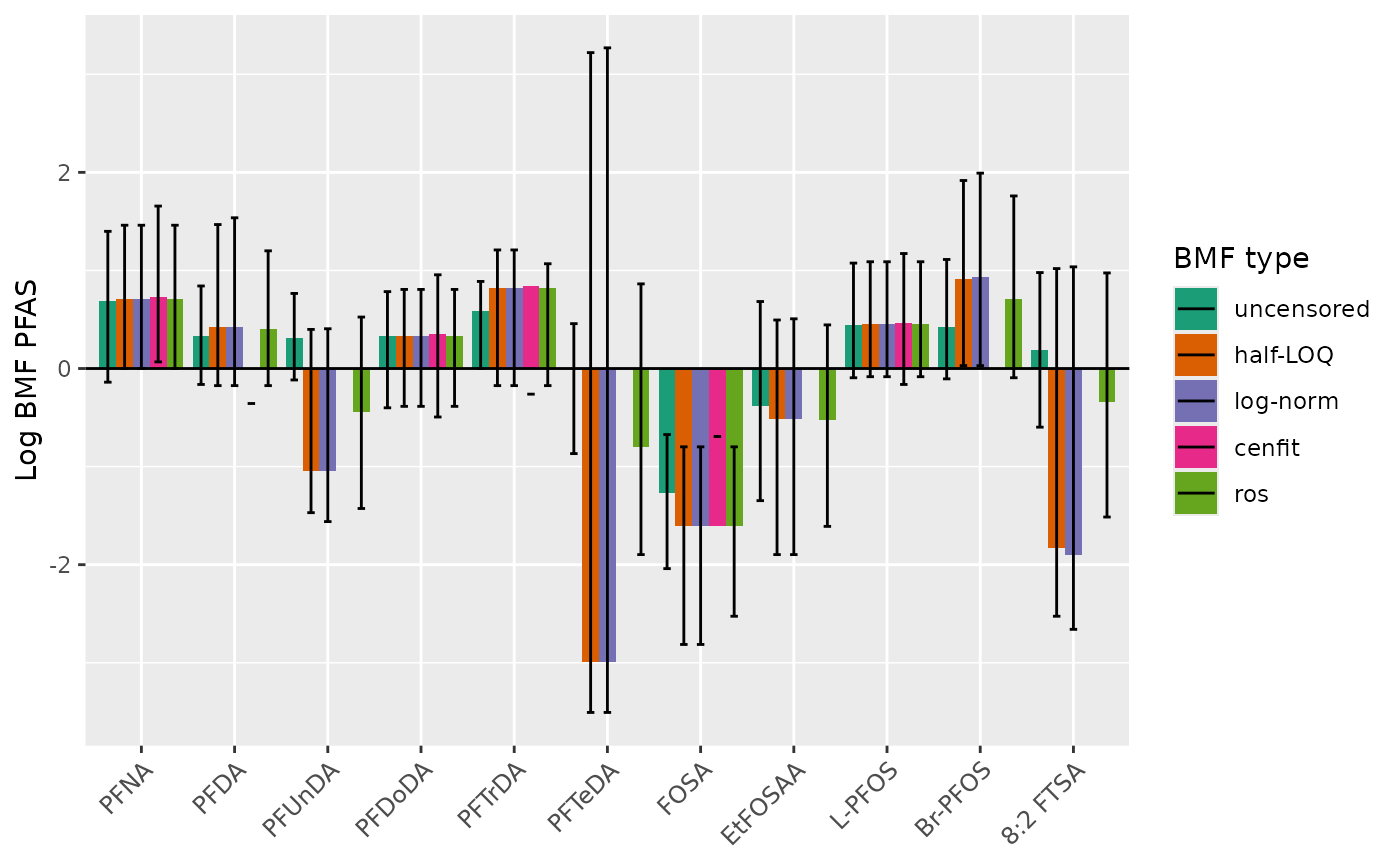 Log BMF PFAS
2
0
-2
PFNA
PFDA
PFUnDA
PFDoDA
PFTrDA
PFTeDA
FOSA
EtFOSAA
L-PFOS
Br-PFOS
8:2 FTSA
BMF type
uncensored
half-LOQ
log-norm
cenfit
ros